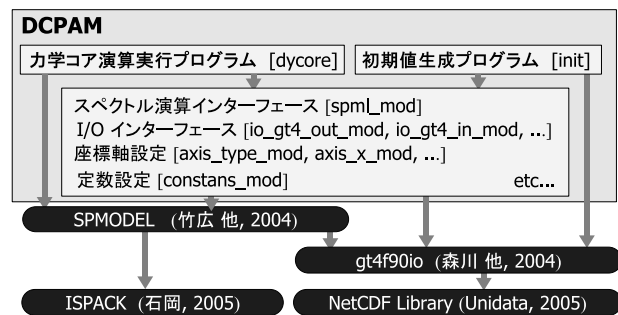 DCPAM
力学コア演算実行プログラム [dycore]
初期値生成プログラム [init]
スペクトル演算インターフェース [spml_mod]
I/O インターフェース [io_gt4_out_mod, io_gt4_in_mod, ...]
座標軸設定 [axis_type_mod, axis_x_mod, ...]
定数設定 [constans_mod] etc...
SPMODEL (竹広 他, 2004)
gt4f90io (森川 他, 2004)
ISPACK (石岡, 2005)
NetCDF Library (Unidata, 2005)